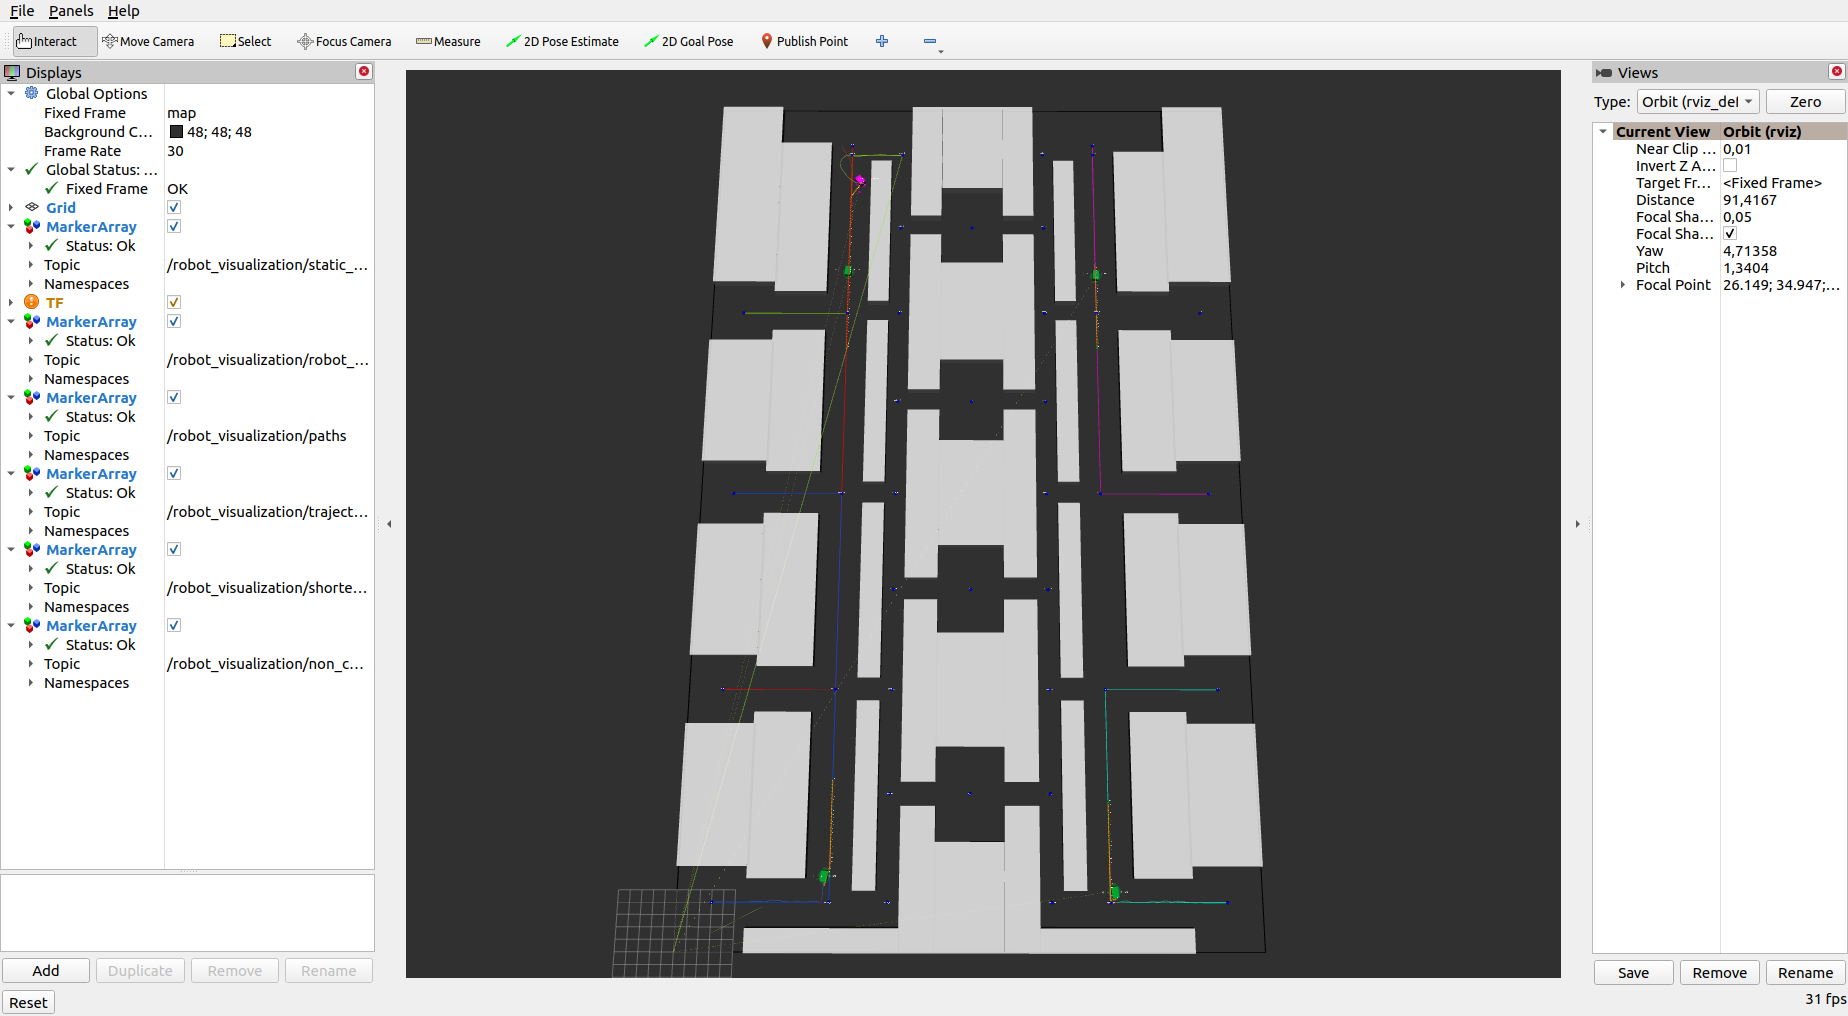 File Panels Help
Interact Move Camera Select Focus Camera Measure 2D Pose Estimate 2D Goal Pose Publish Point
Displays
Global Options
Fixed Frame map
Background C... 48; 48; 48
Frame Rate 30
Global Status: ...
Fixed Frame OK
Grid
MarkerArray
Status: Ok
Topic /robot_visualization/static_...
Namespaces
TF
MarkerArray
Status: Ok
Topic /robot_visualization/robot_...
Namespaces
MarkerArray
Status: Ok
Topic /robot_visualization/paths
Namespaces
MarkerArray
Status: Ok
Topic /robot_visualization/traject...
Namespaces
MarkerArray
Status: Ok
Topic /robot_visualization/shorte...
Namespaces
MarkerArray
Status: Ok
Topic /robot_visualization/non_c...
Namespaces
Add Duplicate Remove Rename
Reset
Views
Type: Orbit (rviz_def Zero
Current View Orbit (rviz)
Near Clip ... 0,01
Invert Z A...
Target Fr... <Fixed Frame>
Distance 91,4167
Focal Sha... 0,05
Focal Sha...
Yaw 4,71358
Pitch 1,3404
Focal Point 26.149; 34.947;...
Save Remove Rename
31 fps